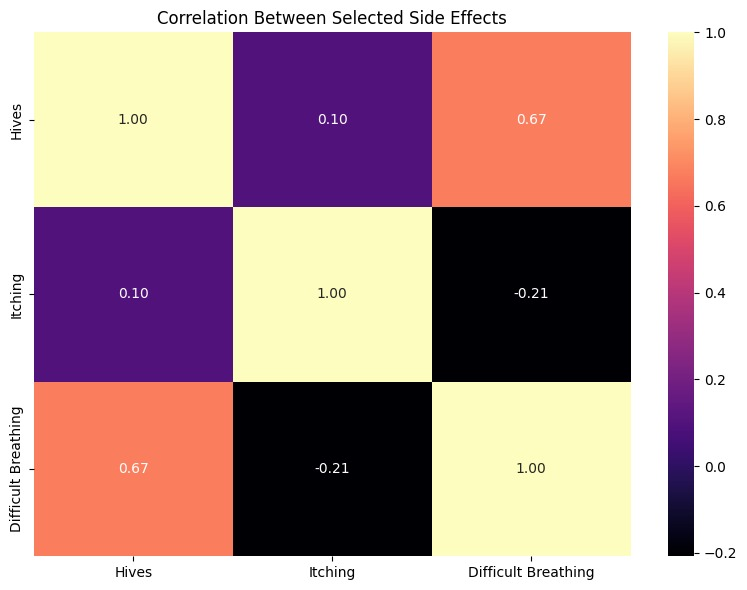 Correlation Between Selected Side Effects
1.0
Hives
1.00
0.10
0.67
0.8
0.6
Itching
0.10
1.00
-0.21
0.4
0.2
Difficult Breathing
0.67
-0.21
1.00
0.0
−0.2
Hives
Itching
Difficult Breathing